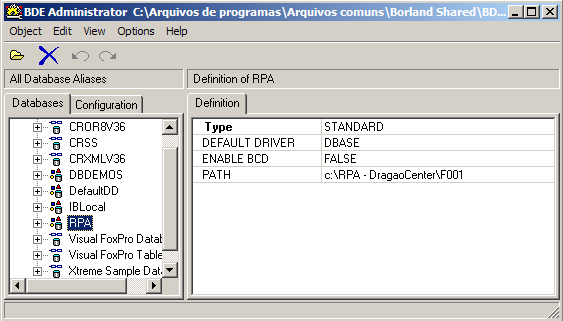 BDE Administrator C:\Arquivos de programas\Arquivos comuns\Borland Shared\BD...
Object Edit View Options Help
All Database Aliases
Definition of RPA
Databases Configuration
Definition
CROR8V36
CRSS
CRXMLV36
DBDEMOS
DefaultDD
IBLocal
RPA
Visual FoxPro Datab
Visual FoxPro Table
Xtreme Sample Data
Type STANDARD
DEFAULT DRIVER DBASE
ENABLE BCD FALSE
PATH c:\RPA - DragaoCenter\F001